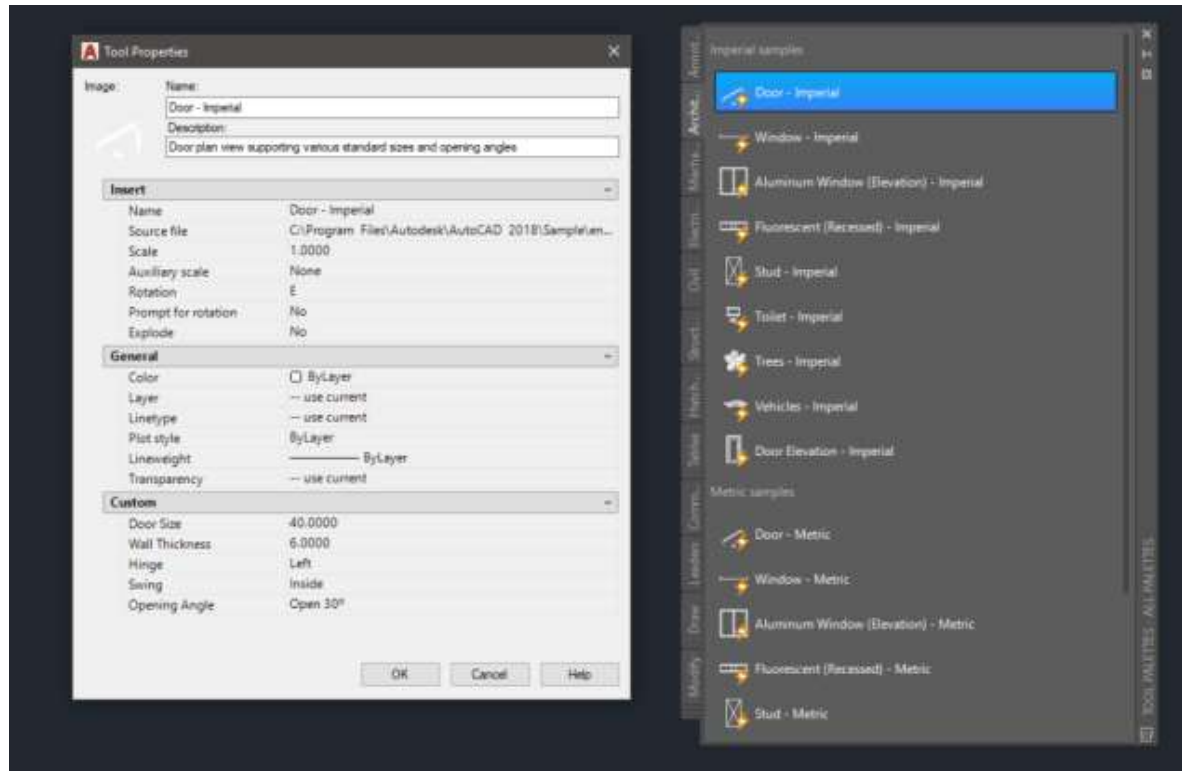 Tool Properties
Image:
Name:
Door - Imperial
Description:
Door plan view supporting various standard sizes and opening angles
Insert
Name Door - Imperial
Source file C:\Program Files\Autodesk\AutoCAD 2018\Sample\en...
Scale 1.0000
Auxiliary scale None
Rotation
Prompt for rotation No
Explode No
General
Color ByLayer
Layer --- use current
Linetype --- use current
Plot style ByLayer
Lineweight ByLayer
Transparency --- use current
Custom
Door Size 40.0000
Wall Thickness 6.0000
Hinge Left
Swing Inside
Opening Angle Open 30º
OK Cancel Help
Annot...
Archit...
Civil
Struct...
Hatch...
Tables
Comm...
Leaders
Draw
Modify
Imperial samples
Door - Imperial
Window - Imperial
Aluminum Window (Elevation) - Imperial
Fluorescent (Recessed) - Imperial
Stud - Imperial
Toilet - Imperial
Trees - Imperial
Vehicles - Imperial
Door Elevation - Imperial
Metric samples
Door - Metric
Window - Metric
Aluminum Window (Elevation) - Metric
Fluorescent (Recessed) - Metric
Stud - Metric
TOOL PALETTES - ALL PALETTES